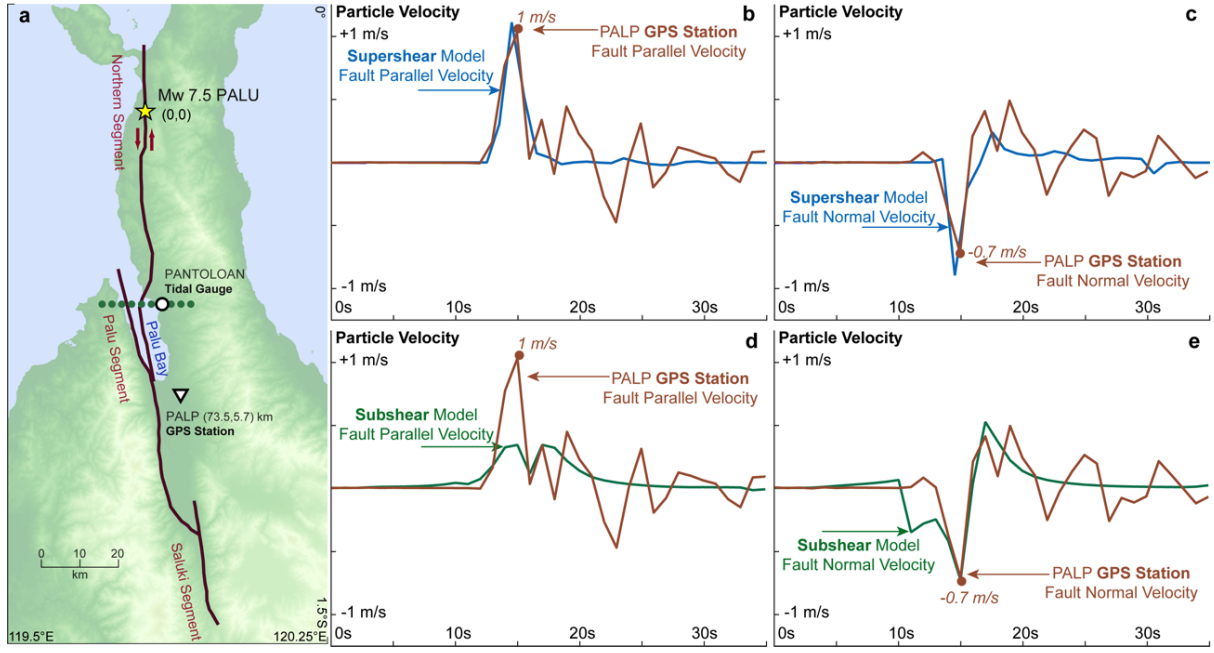 a
0°
Northern Segment
Mw 7.5 PALU
(0,0)
PANTOLOAN
Tidal Gauge
Palu Segment
Palu Bay
PALP (73.5,5.7) km
GPS Station
0 10 20
km
Saluki Segment
1.5°S
119.5°E
120.25°E
Particle Velocity
b
+1 m/s
1 m/s
PALP GPS Station
Fault Parallel Velocity
Supershear Model
Fault Parallel Velocity
-1 m/s
0s 10s 20s 30s
Particle Velocity
c
+1 m/s
Supershear Model
Fault Normal Velocity
-0.7 m/s
PALP GPS Station
Fault Normal Velocity
-1 m/s
0s 10s 20s 30s
Particle Velocity
d
+1 m/s
1 m/s
PALP GPS Station
Fault Parallel Velocity
Subshear Model
Fault Parallel Velocity
-1 m/s
0s 10s 20s 30s
Particle Velocity
e
+1 m/s
Subshear Model
Fault Normal Velocity
PALP GPS Station
Fault Normal Velocity
-0.7 m/s
-1 m/s
0s 10s 20s 30s